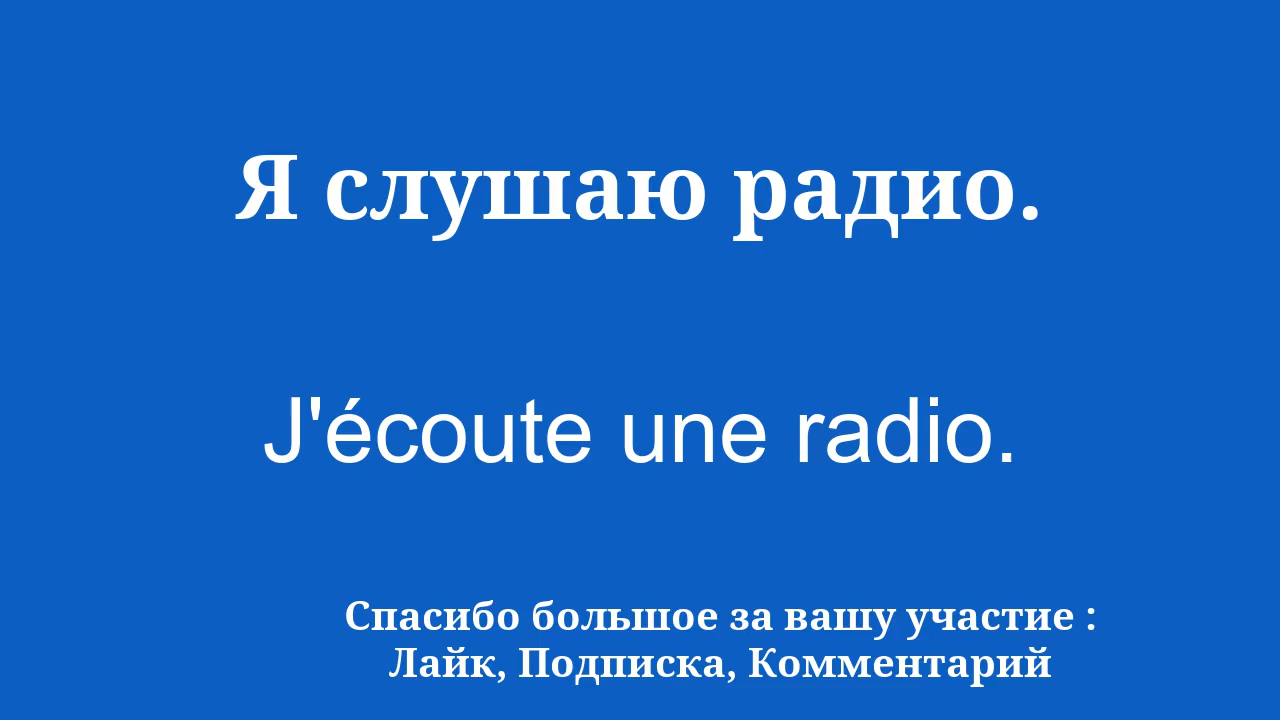 Я слушаю радио.
J'écoute une radio.
Спасибо большое за вашу участие :
Лайк, Подписка, Комментарий